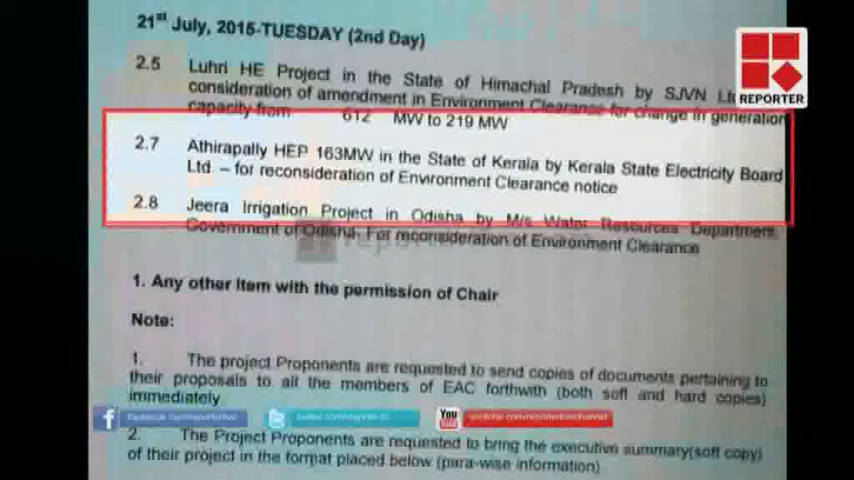 21st July, 2015-TUESDAY (2nd Day)
2.5 Luhri HE Project in the State of Himachal Pradesh by SJVN Ltd
consideration of amendment in Environment Clearance for change in generation
capacity from 612 MW to 219 MW
2.7 Athirapally HEP 163MW in the State of Kerala by Kerala State Electricity Board
Ltd. – for reconsideration of Environment Clearance notice
2.8 Jeera Irrigation Project in Odisha by M/s Water Resources Department,
Government of Odisha- For reconsideration of Environment Clearance
1. Any other Item with the permission of Chair
Note:
1. The project Proponents are requested to send copies of documents pertaining to
their proposals to all the members of EAC forthwith (both soft and hard copies)
immediately
2. The Project Proponents are requested to bring the executive summary(soft copy)
of their project in the format placed below (para-wise information)
REPORTER
You